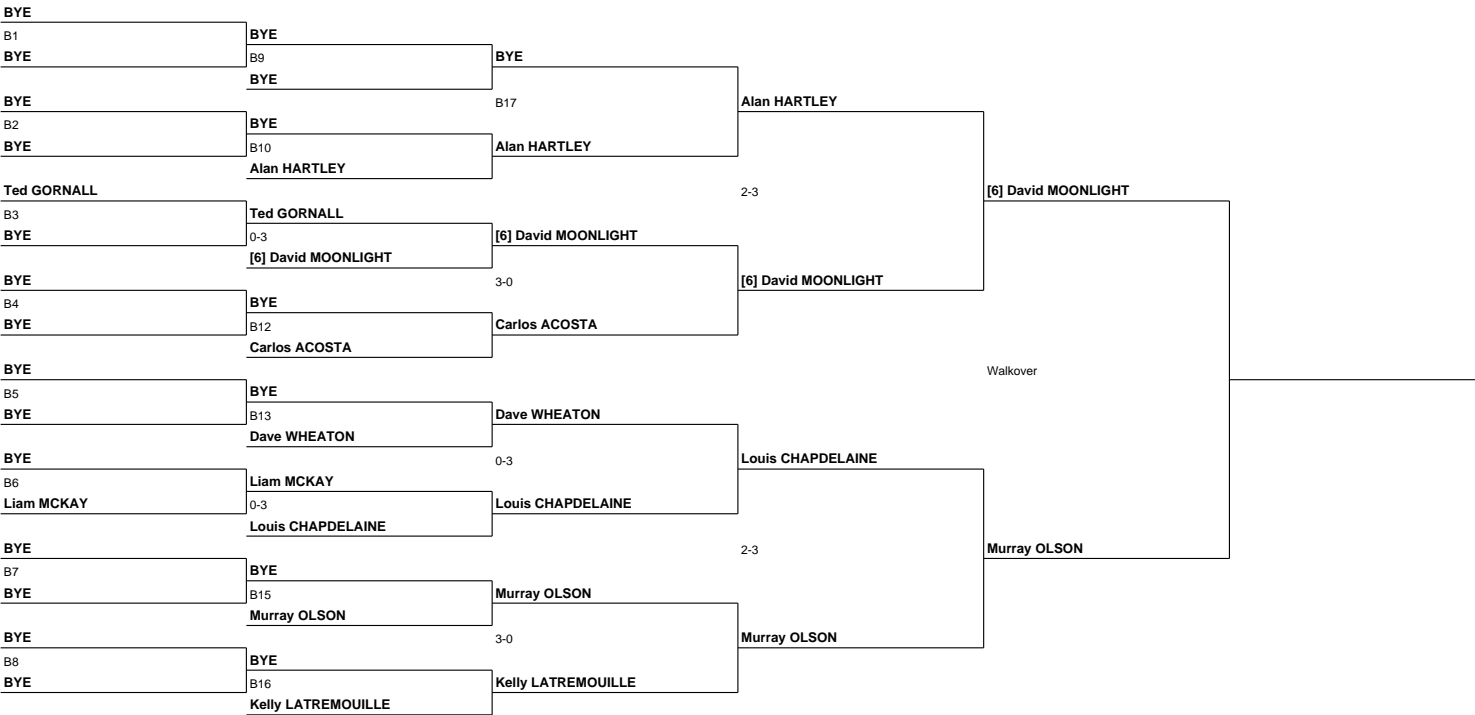 BYE
B1
BYE
BYE
B2
BYE
Ted GORNALL
B3
BYE
BYE
B4
BYE
BYE
B5
BYE
BYE
B6
Liam MCKAY
BYE
B7
BYE
BYE
B8
BYE
BYE
B9
BYE
BYE
B10
Alan HARTLEY
Ted GORNALL
0-3
[6] David MOONLIGHT
BYE
B12
Carlos ACOSTA
BYE
B13
Dave WHEATON
Liam MCKAY
0-3
Louis CHAPDELAINE
BYE
B15
Murray OLSON
BYE
B16
Kelly LATREMOUILLE
BYE
B17
Alan HARTLEY
[6] David MOONLIGHT
3-0
Carlos ACOSTA
Dave WHEATON
0-3
Louis CHAPDELAINE
Murray OLSON
3-0
Kelly LATREMOUILLE
Alan HARTLEY
2-3
[6] David MOONLIGHT
Louis CHAPDELAINE
2-3
Murray OLSON
[6] David MOONLIGHT
Walkover
Murray OLSON